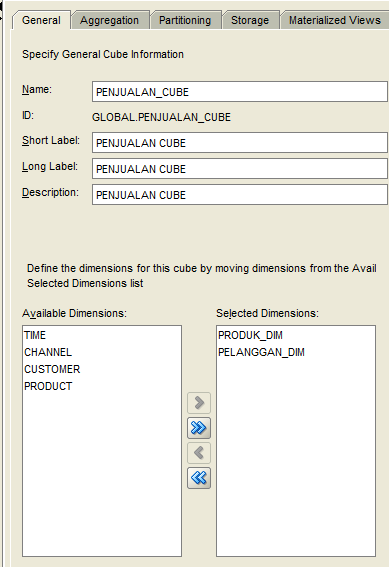 General Aggregation Partitioning Storage Materialized Views
Specify General Cube Information
Name: PENJUALAN_CUBE
ID: GLOBAL.PENJUALAN_CUBE
Short Label: PENJUALAN CUBE
Long Label: PENJUALAN CUBE
Description: PENJUALAN CUBE
Define the dimensions for this cube by moving dimensions from the Avail
Selected Dimensions list
Available Dimensions: Selected Dimensions:
TIME PRODUK_DIM
CHANNEL PELANGGAN_DIM
CUSTOMER
PRODUCT